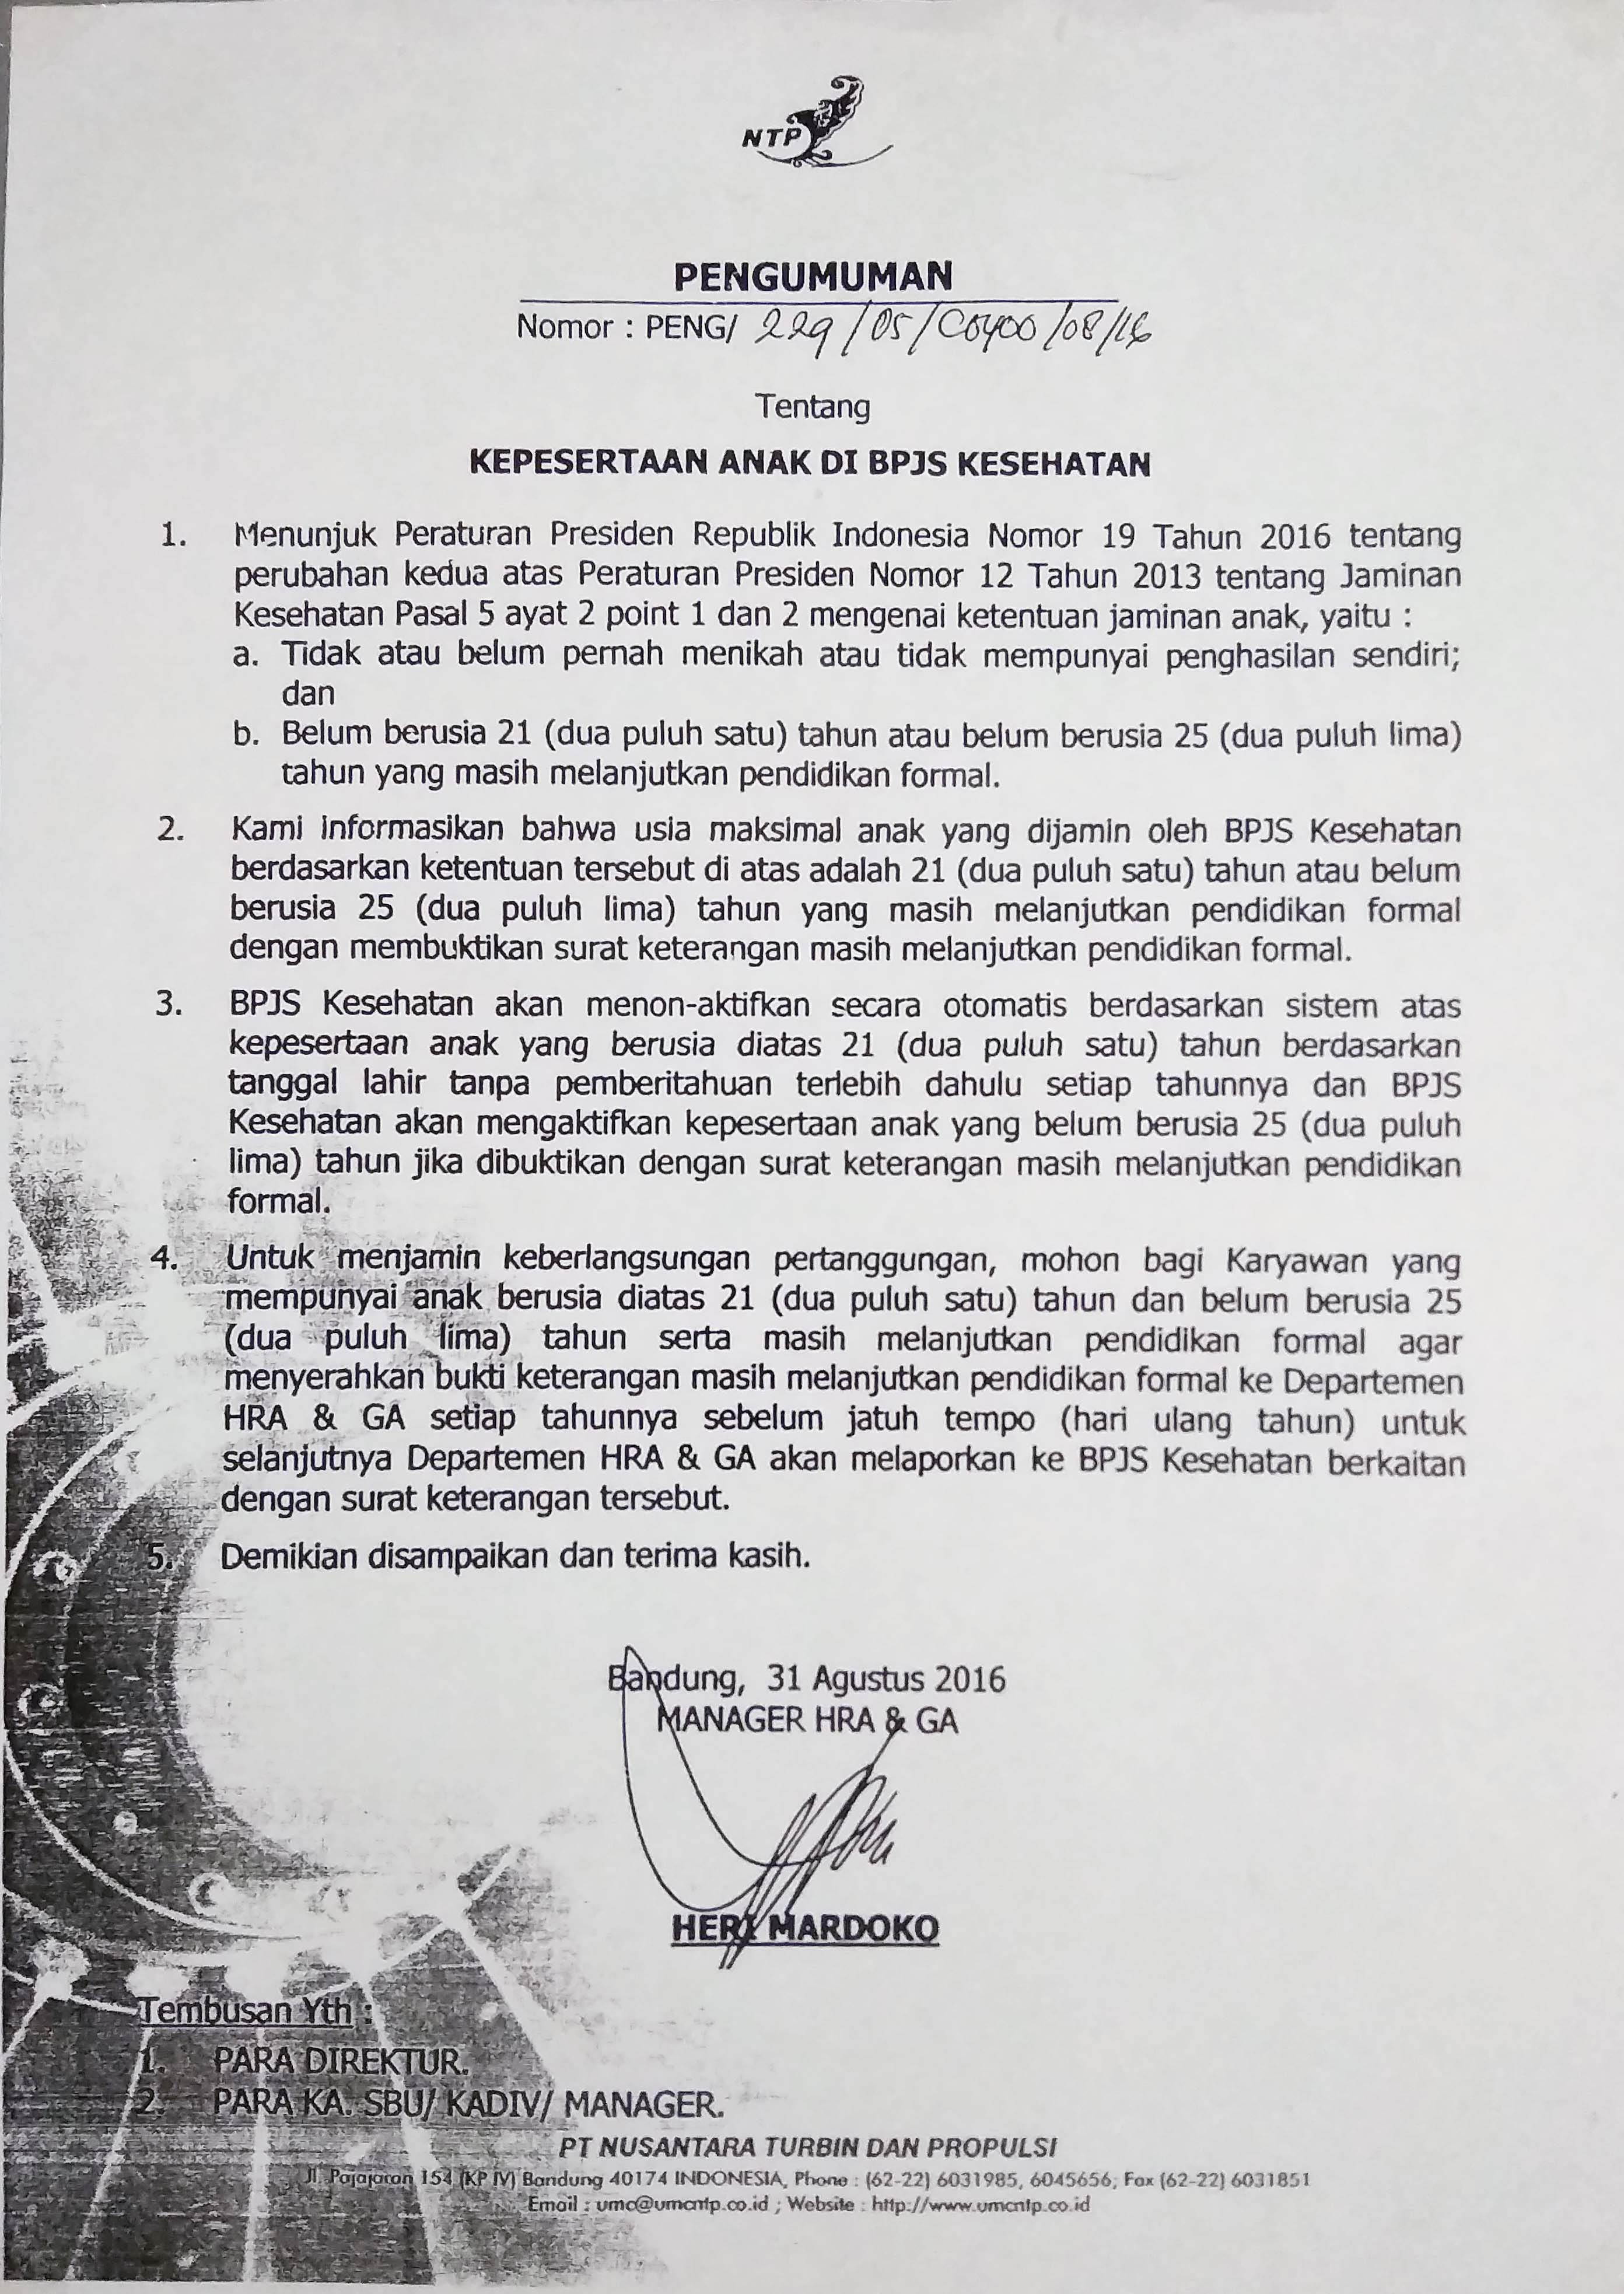 NTP
PENGUMUMAN
Nomor : PENG/ 229/05/C0400/08/16
Tentang
KEPESERTAAN ANAK DI BPJS KESEHATAN
1. Menunjuk Peraturan Presiden Republik Indonesia Nomor 19 Tahun 2016 tentang
perubahan kedua atas Peraturan Presiden Nomor 12 Tahun 2013 tentang Jaminan
Kesehatan Pasal 5 ayat 2 point 1 dan 2 mengenai ketentuan jaminan anak, yaitu :
a. Tidak atau belum pernah menikah atau tidak mempunyai penghasilan sendiri;
dan
b. Belum berusia 21 (dua puluh satu) tahun atau belum berusia 25 (dua puluh lima)
tahun yang masih melanjutkan pendidikan formal.
2. Kami informasikan bahwa usia maksimal anak yang dijamin oleh BPJS Kesehatan
berdasarkan ketentuan tersebut di atas adalah 21 (dua puluh satu) tahun atau belum
berusia 25 (dua puluh lima) tahun yang masih melanjutkan pendidikan formal
dengan membuktikan surat keterangan masih melanjutkan pendidikan formal.
3. BPJS Kesehatan akan menon-aktifkan secara otomatis berdasarkan sistem atas
kepesertaan anak yang berusia diatas 21 (dua puluh satu) tahun berdasarkan
tanggal lahir tanpa pemberitahuan terlebih dahulu setiap tahunnya dan BPJS
Kesehatan akan mengaktifkan kepesertaan anak yang belum berusia 25 (dua puluh
lima) tahun jika dibuktikan dengan surat keterangan masih melanjutkan pendidikan
formal.
4. Untuk menjamin keberlangsungan pertanggungan, mohon bagi Karyawan yang
mempunyai anak berusia diatas 21 (dua puluh satu) tahun dan belum berusia 25
(dua puluh lima) tahun serta masih melanjutkan pendidikan formal agar
menyerahkan bukti keterangan masih melanjutkan pendidikan formal ke Departemen
HRA & GA setiap tahunnya sebelum jatuh tempo (hari ulang tahun) untuk
selanjutnya Departemen HRA & GA akan melaporkan ke BPJS Kesehatan berkaitan
dengan surat keterangan tersebut.
5. Demikian disampaikan dan terima kasih.
Bandung, 31 Agustus 2016
MANAGER HRA & GA
HERI MARDOKO
Tembusan Yth :
1. PARA DIREKTUR.
2. PARA KA. SBU/ KADIV/ MANAGER.
PT NUSANTARA TURBIN DAN PROPULSI
Jl. Pajajaran 154 (KP IV) Bandung 40174 INDONESIA, Phone : (62-22) 6031985, 6045656; Fax (62-22) 6031851
Email : umc@umcntp.co.id ; Website : http://www.umcntp.co.id